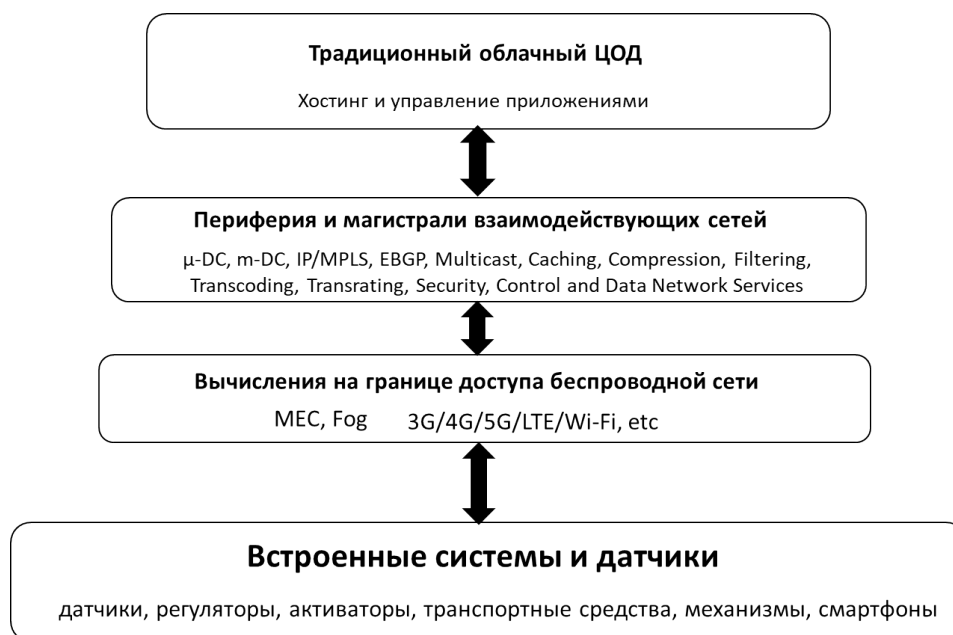 Традиционный облачный ЦОД
Хостинг и управление приложениями
Периферия и магистрали взаимодействующих сетей
µ-DC, m-DC, IP/MPLS, EBGP, Multicast, Caching, Compression, Filtering,
Transcoding, Transrating, Security, Control and Data Network Services
Вычисления на границе доступа беспроводной сети
MEC, Fog 3G/4G/5G/LTE/Wi-Fi, etc
Встроенные системы и датчики
датчики, регуляторы, активаторы, транспортные средства, механизмы, смартфоны